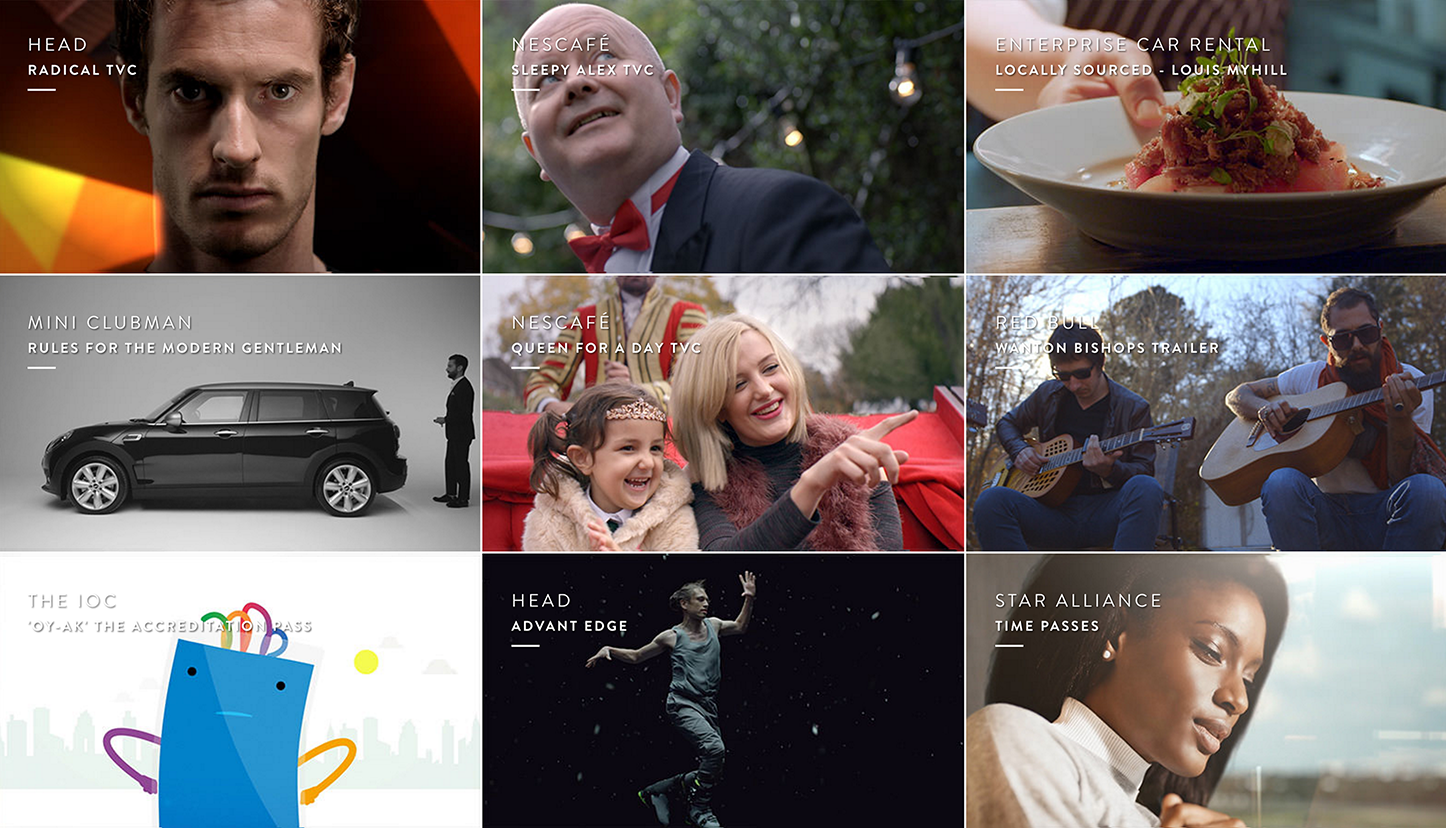 HEAD
RADICAL TVC
NESCAFÉ
SLEEPY ALEX TVC
ENTERPRISE CAR RENTAL
LOCALLY SOURCED - LOUIS MYHILL
MINI CLUBMAN
RULES FOR THE MODERN GENTLEMAN
NESCAFÉ
QUEEN FOR A DAY TVC
RED BULL
WANTON BISHOPS TRAILER
THE IOC
'OY-AK' THE ACCREDITATION PASS
HEAD
ADVANT EDGE
STAR ALLIANCE
TIME PASSES